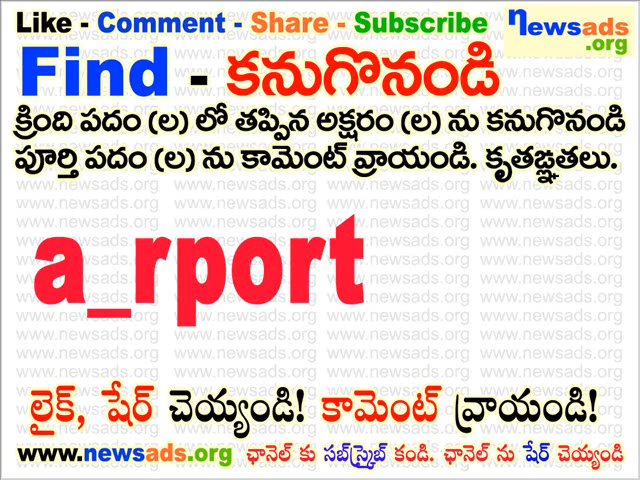 Like - Comment - Share - Subscribe
newsads
.org
Find - కనుగొనండి
క్రింది పదం (ల) లో తప్పిన అక్షరం (ల) ను కనుగొనండి
పూర్తి పదం (ల) ను కామెంట్ వ్రాయండి. కృతఙ్ఞతలు.
a_rport
లైక్, షేర్ చెయ్యండి! కామెంట్ వ్రాయండి!
www.newsads.org ఛానెల్ కు సబ్‌స్క్రైబ్ కండి. ఛానెల్ ను షేర్ చెయ్యండి